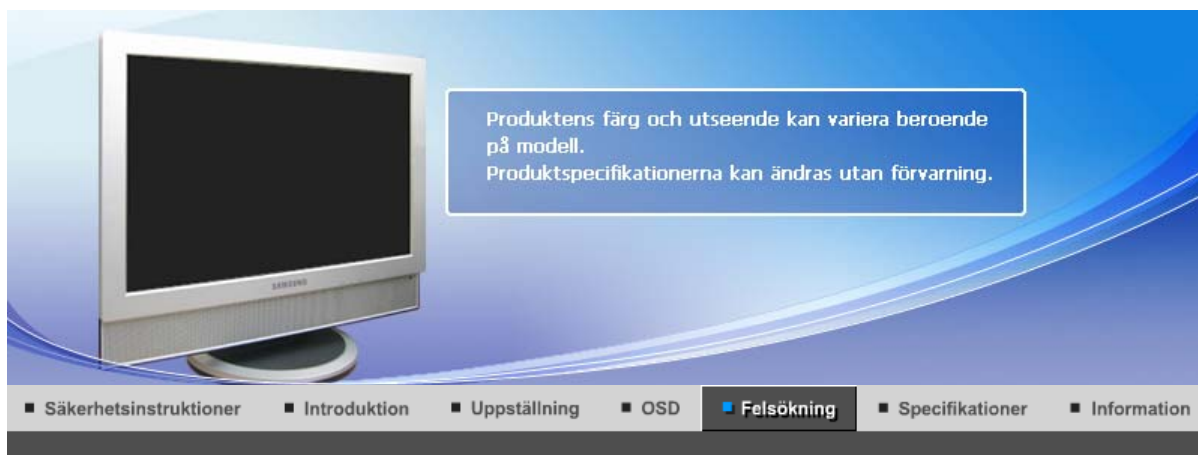 Produktens färg och utseende kan variera beroende
på modell.
Produktspecifikationerna kan ändras utan förvarning.
SAMSUNG
Säkerhetsinstruktioner
Introduktion
Uppställning
OSD
Felsökning
Specifikationer
Information